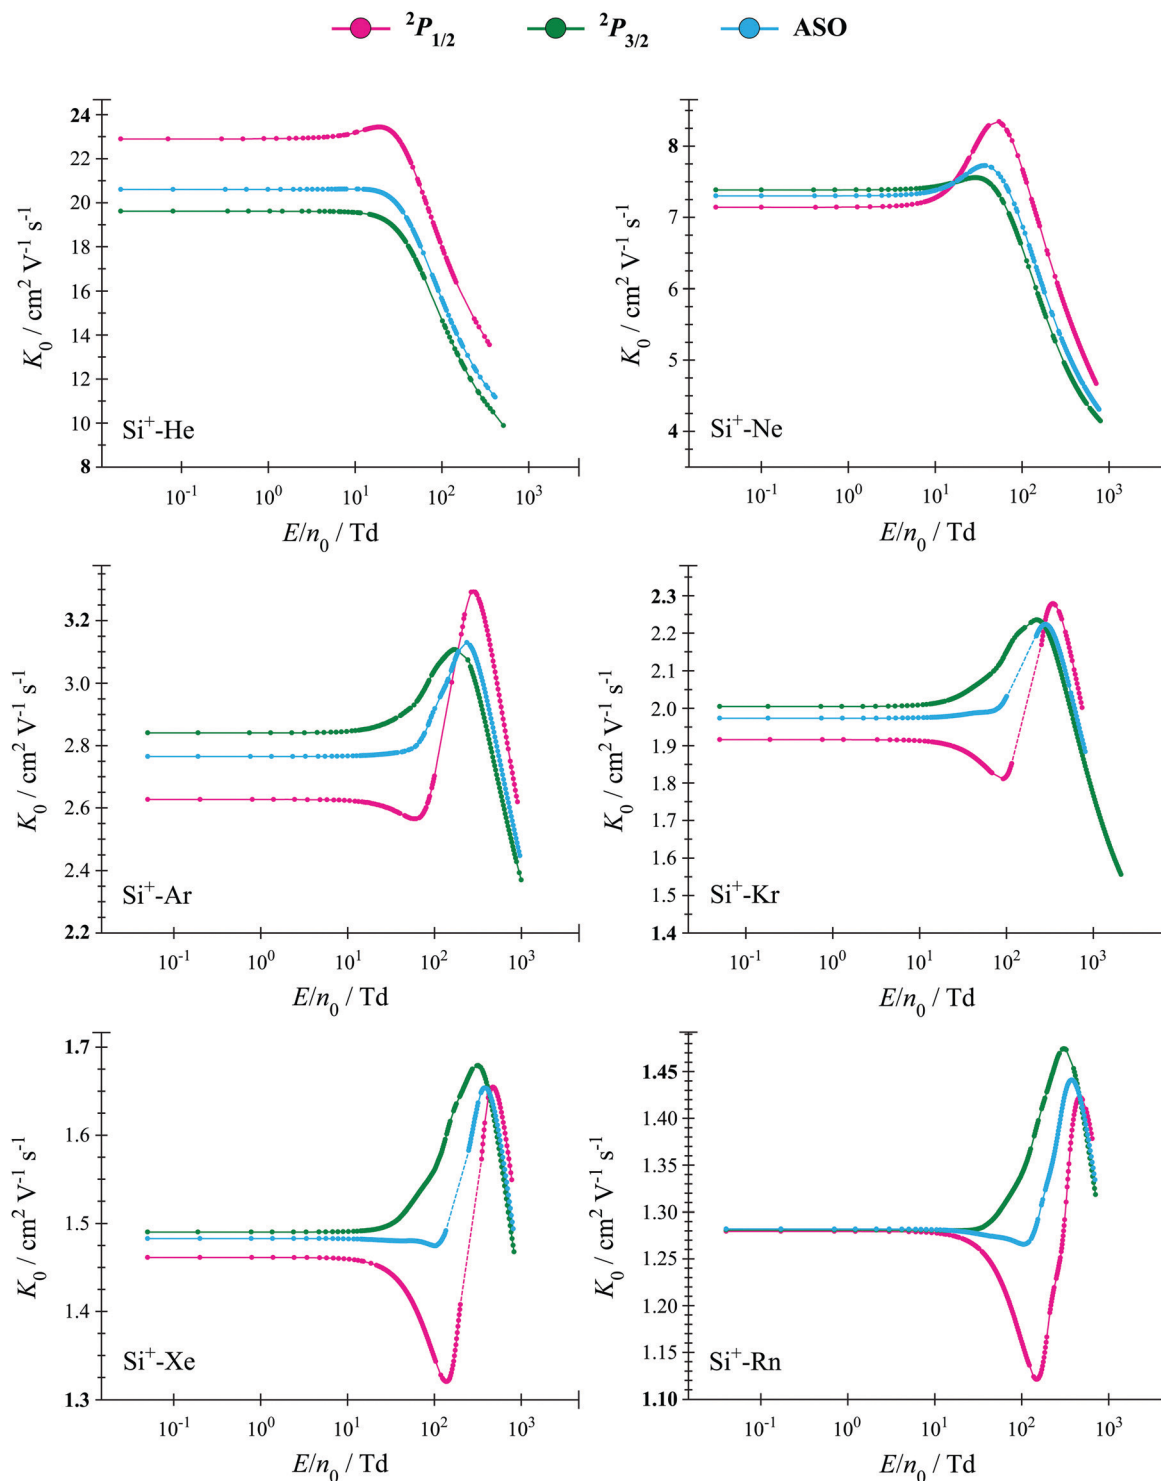 ²P₁/₂ ²P₃/₂ ASO
K₀ / cm² V⁻¹ s⁻¹
24
22
20
18
16
14
12
10
8
Si⁺-He
10⁻¹ 10⁰ 10¹ 10² 10³
E/n₀ / Td
K₀ / cm² V⁻¹ s⁻¹
8
7
6
5
4
Si⁺-Ne
10⁻¹ 10⁰ 10¹ 10² 10³
E/n₀ / Td
K₀ / cm² V⁻¹ s⁻¹
3.2
3.0
2.8
2.6
2.4
2.2
Si⁺-Ar
10⁻¹ 10⁰ 10¹ 10² 10³
E/n₀ / Td
K₀ / cm² V⁻¹ s⁻¹
2.3
2.2
2.1
2.0
1.9
1.8
1.7
1.6
1.5
1.4
Si⁺-Kr
10⁻¹ 10⁰ 10¹ 10² 10³
E/n₀ / Td
K₀ / cm² V⁻¹ s⁻¹
1.7
1.6
1.5
1.4
1.3
Si⁺-Xe
10⁻¹ 10⁰ 10¹ 10² 10³
E/n₀ / Td
K₀ / cm² V⁻¹ s⁻¹
1.45
1.40
1.35
1.30
1.25
1.20
1.15
1.10
Si⁺-Rn
10⁻¹ 10⁰ 10¹ 10² 10³
E/n₀ / Td